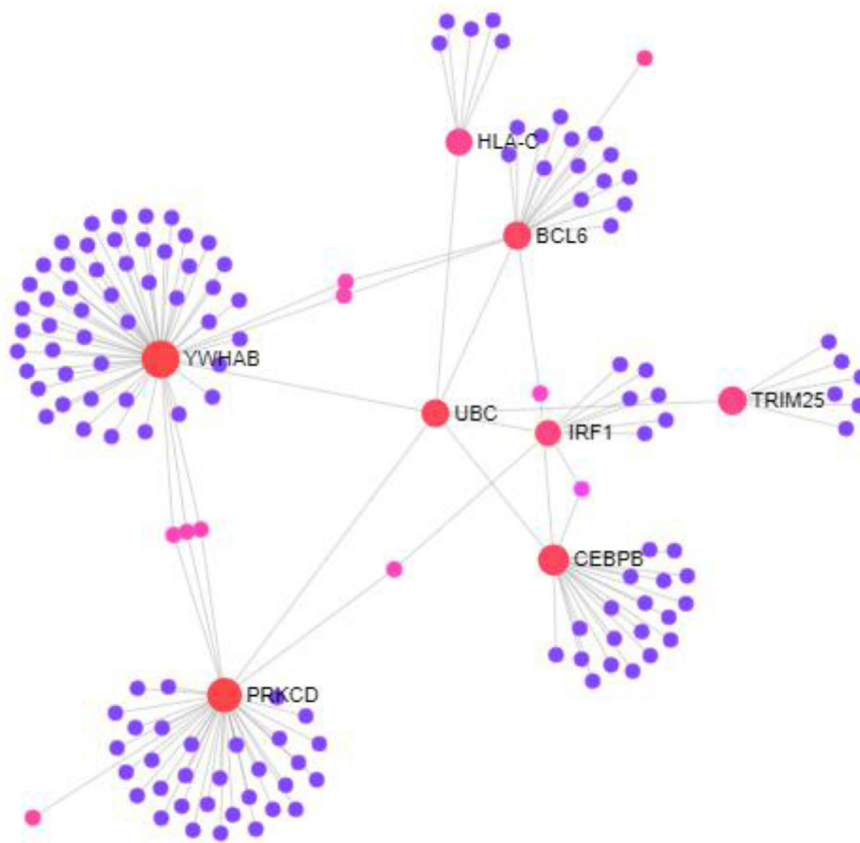 HLA-C
BCL6
YWHAB
TRIM25
UBC
IRF1
CEBPB
PRKCD